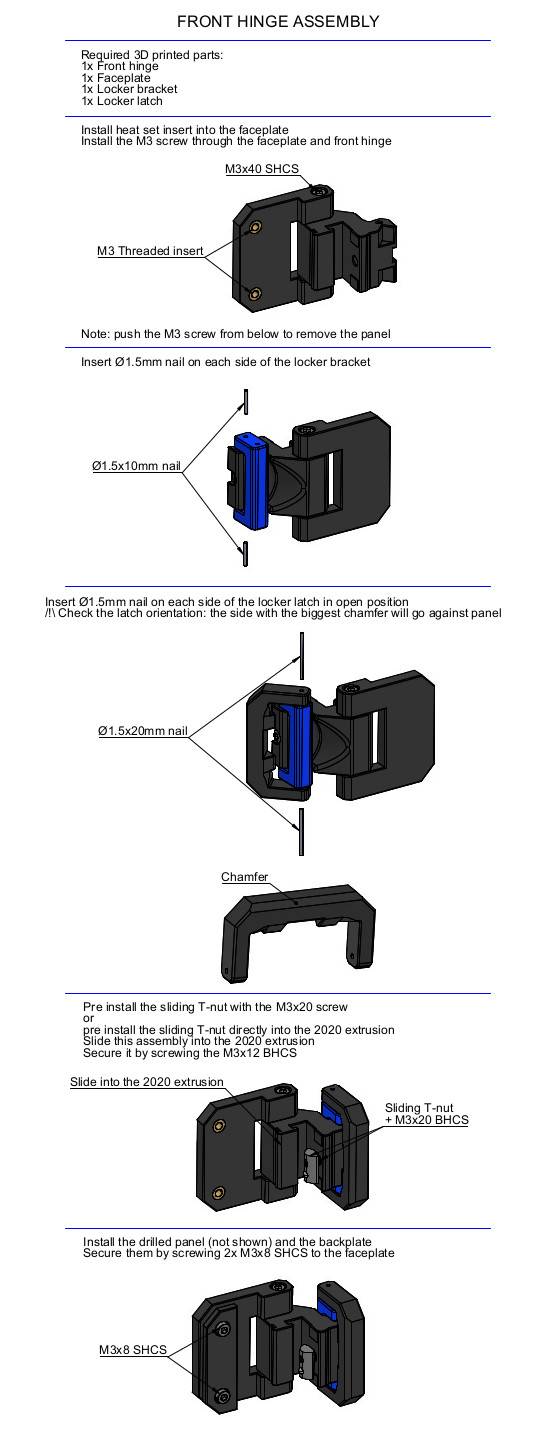 FRONT HINGE ASSEMBLY
Required 3D printed parts:
1x Front hinge
1x Faceplate
1x Locker bracket
1x Locker latch
Install heat set insert into the faceplate
Install the M3 screw through the faceplate and front hinge
M3x40 SHCS
M3 Threaded insert
Note: push the M3 screw from below to remove the panel
Insert Ø1.5mm nail on each side of the locker bracket
Ø1.5x10mm nail
Insert Ø1.5mm nail on each side of the locker latch in open position
/!\ Check the latch orientation: the side with the biggest chamfer will go against panel
Ø1.5x20mm nail
Chamfer
Pre install the sliding T-nut with the M3x20 screw
or
pre install the sliding T-nut directly into the 2020 extrusion
Slide this assembly into the 2020 extrusion
Secure it by screwing the M3x12 BHCS
Slide into the 2020 extrusion
Sliding T-nut
+ M3x20 BHCS
Install the drilled panel (not shown) and the backplate
Secure them by screwing 2x M3x8 SHCS to the faceplate
M3x8 SHCS